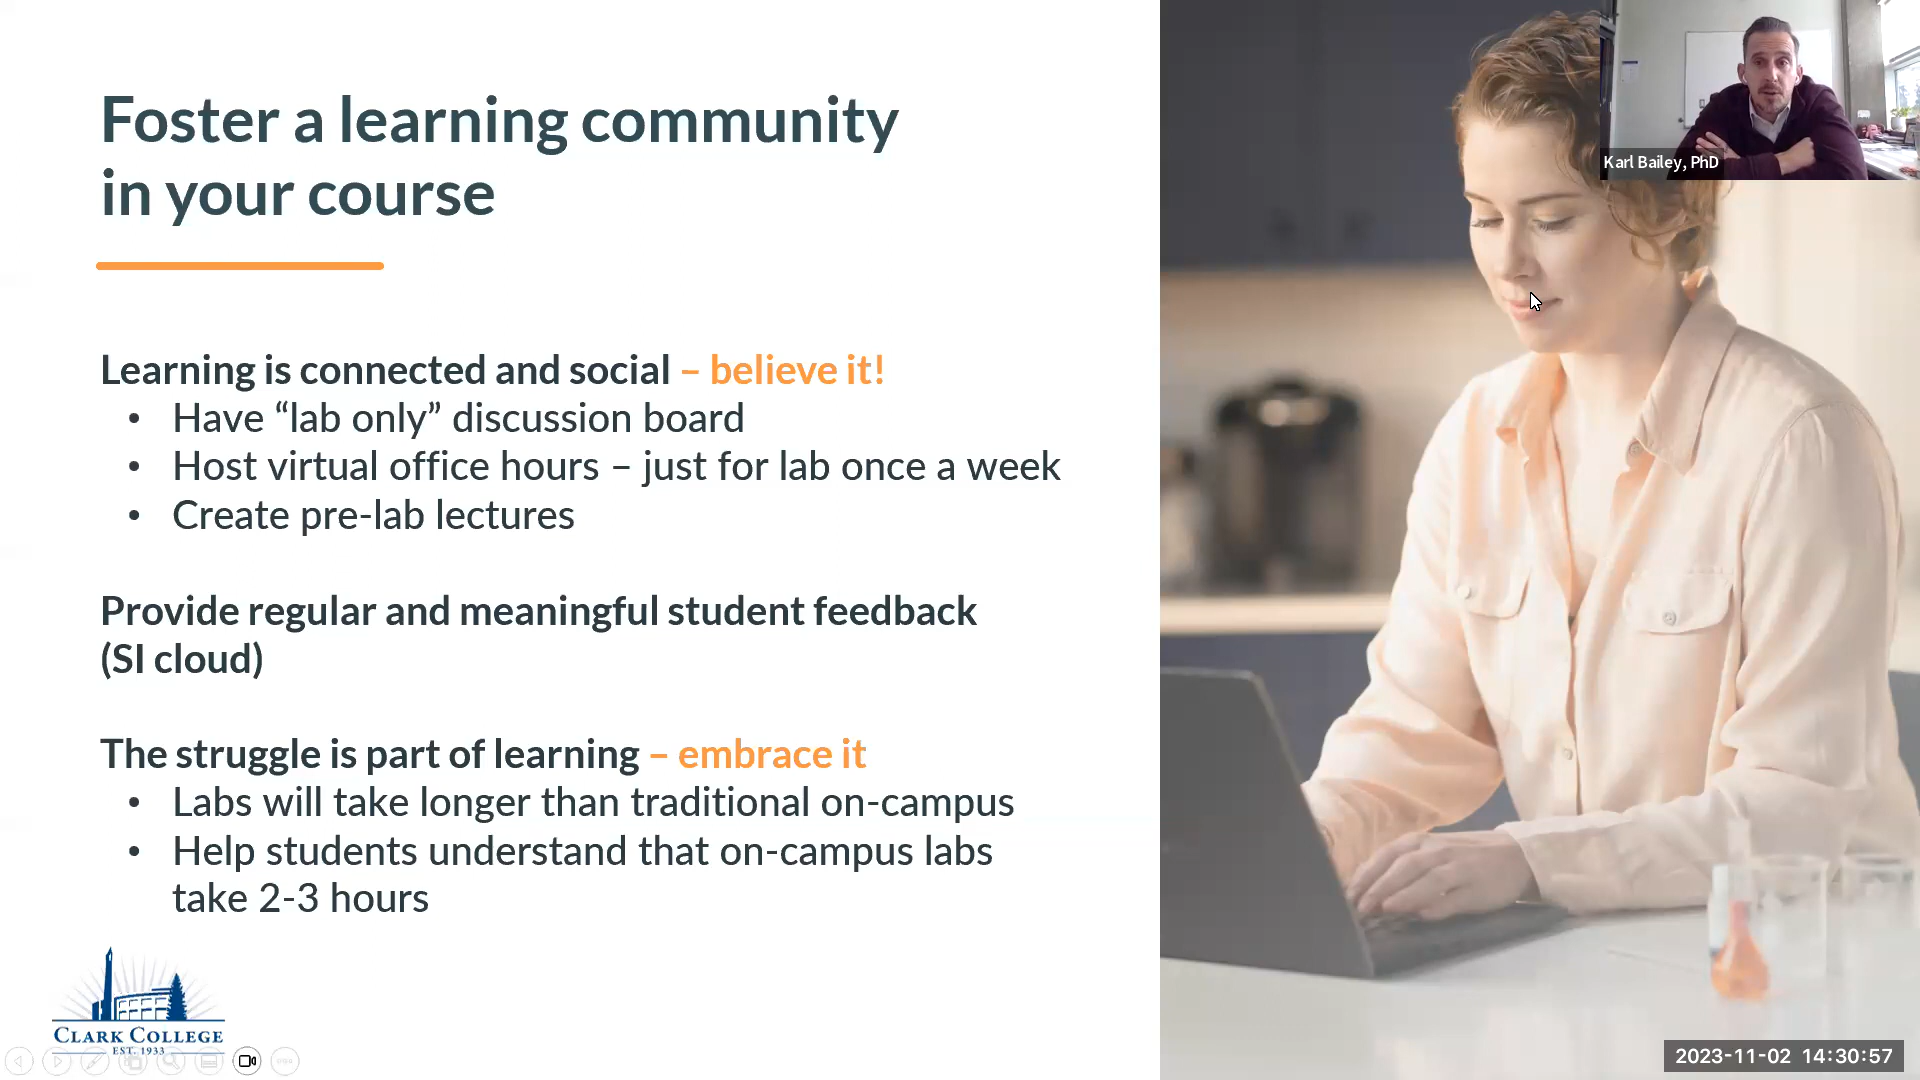 Foster a learning community
in your course
Karl Bailey, PhD
Learning is connected and social – believe it!
• Have “lab only” discussion board
• Host virtual office hours – just for lab once a week
• Create pre-lab lectures
Provide regular and meaningful student feedback
(SI cloud)
The struggle is part of learning – embrace it
• Labs will take longer than traditional on-campus
• Help students understand that on-campus labs
take 2-3 hours
CLARK COLLEGE
EST. 1933
2023-11-02 14:30:57